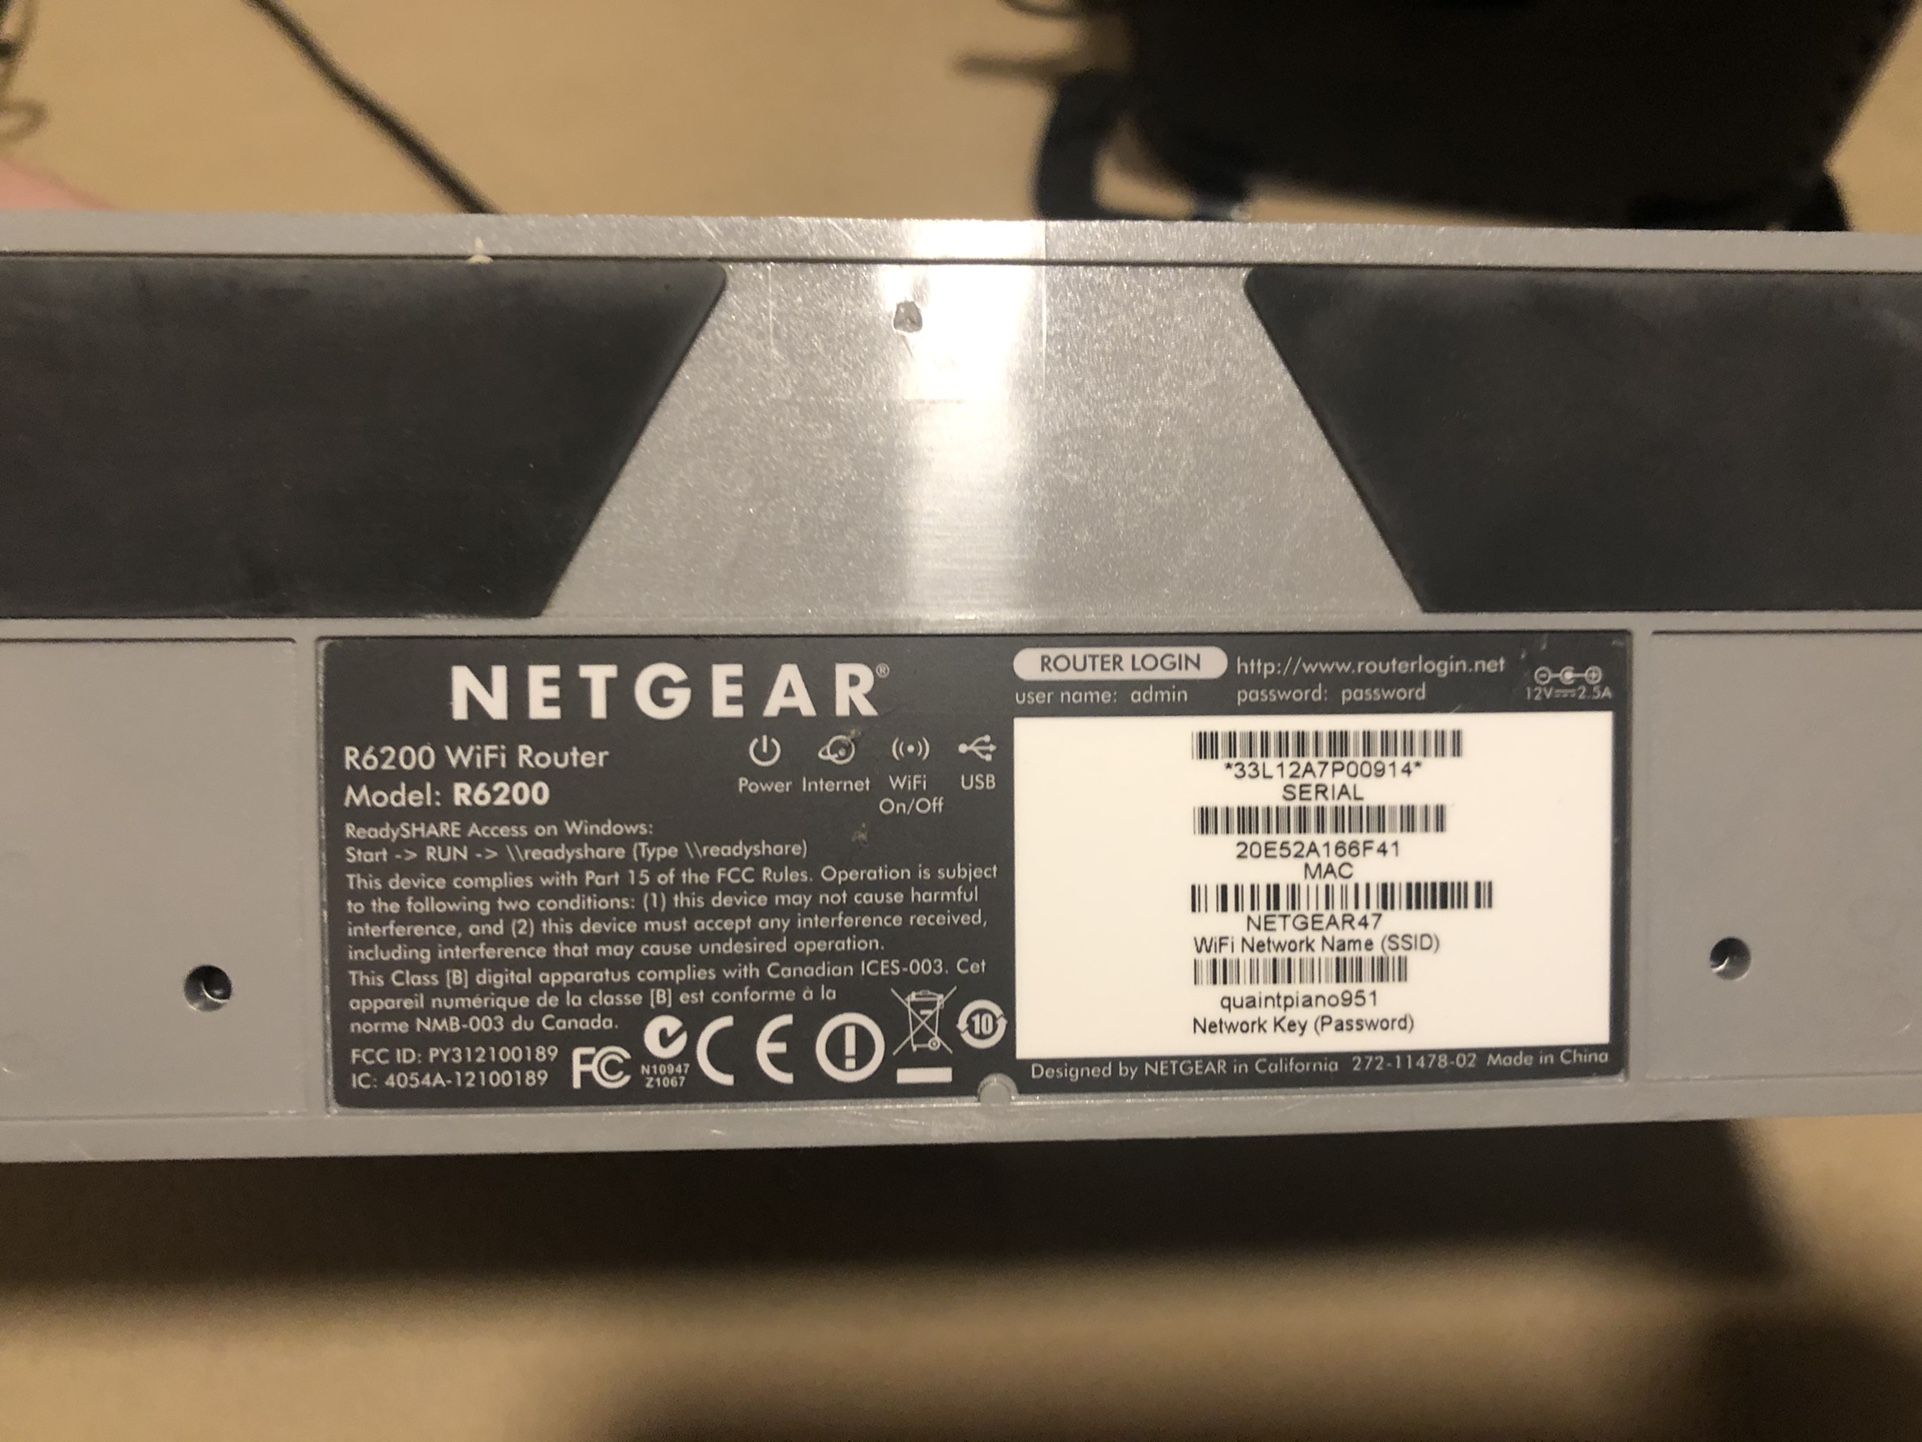 NETGEAR®
R6200 WiFi Router
Model: R6200
Power Internet WiFi On/Off USB
ReadySHARE Access on Windows:
Start -> RUN -> \\readyshare (Type \\readyshare)
This device complies with Part 15 of the FCC Rules. Operation is subject
to the following two conditions: (1) this device may not cause harmful
interference, and (2) this device must accept any interference received,
including interference that may cause undesired operation.
This Class [B] digital apparatus complies with Canadian ICES-003. Cet
appareil numérique de la classe [B] est conforme à la
norme NMB-003 du Canada.
FCC ID: PY312100189
IC: 4054A-12100189
FC
N10947
Z1067
CE
10
ROUTER LOGIN http://www.routerlogin.net
user name: admin password: password
12V 2.5A
*33L12A7P00914*
SERIAL
20E52A166F41
MAC
NETGEAR47
WiFi Network Name (SSID)
quaintpiano951
Network Key (Password)
Designed by NETGEAR in California 272-11478-02 Made in China